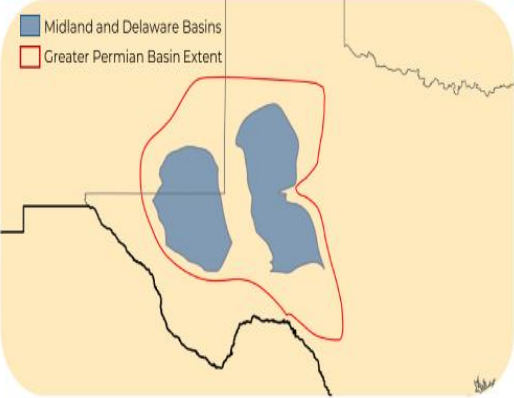 Midland and Delaware Basins
Greater Permian Basin Extent